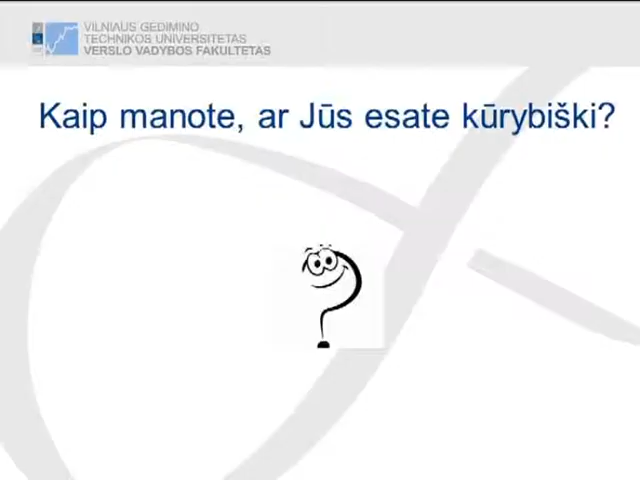 VILNIAUS GEDIMINO
TECHNIKOS UNIVERSITETAS
VERSLO VADYBOS FAKULTETAS
Kaip manote, ar Jūs esate kūrybiški?